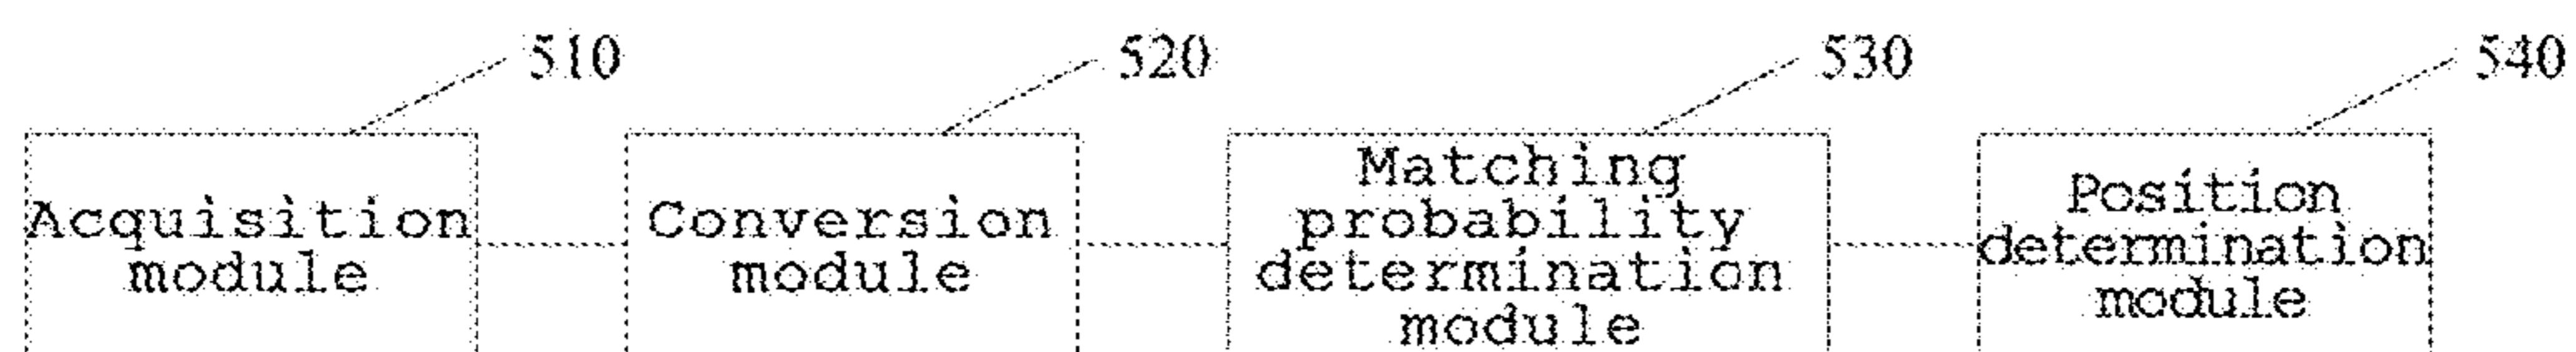 510
520
530
540
Acquisition
module
Conversion
module
Matching
probability
determination
module
Position
determination
module